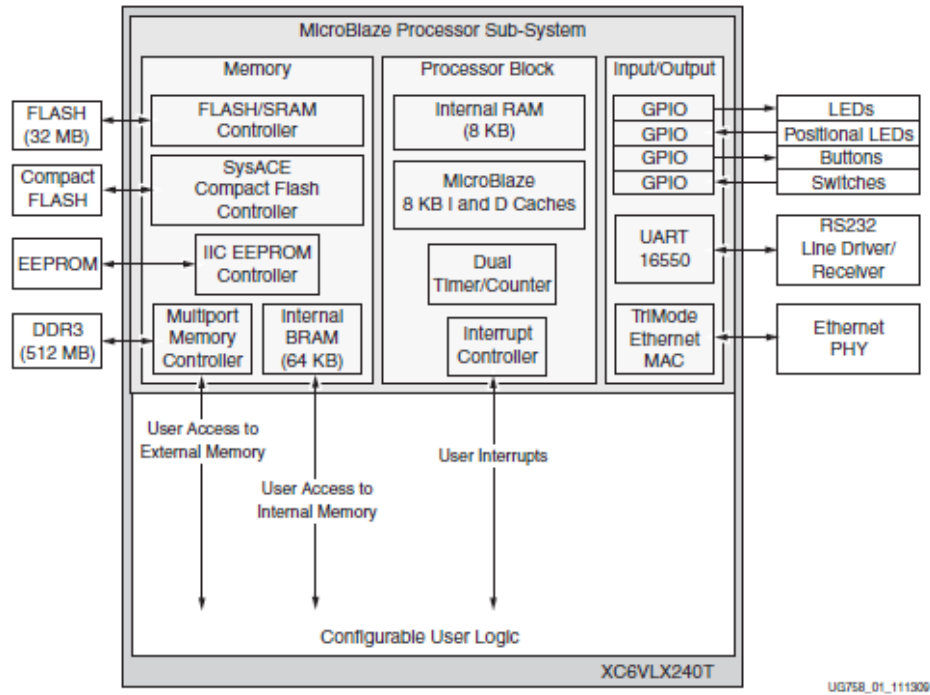 MicroBlaze Processor Sub-System
Memory
Processor Block
Input/Output
FLASH
(32 MB)
FLASH/SRAM
Controller
Internal RAM
(8 KB)
GPIO
GPIO
GPIO
GPIO
LEDs
Positional LEDs
Buttons
Switches
Compact
FLASH
SysACE
Compact Flash
Controller
MicroBlaze
8 KB I and D Caches
EEPROM
IIC EEPROM
Controller
Dual
Timer/Counter
UART
16550
RS232
Line Driver/
Receiver
DDR3
(512 MB)
Multiport
Memory
Controller
Internal
BRAM
(64 KB)
Interrupt
Controller
TriMode
Ethernet
MAC
Ethernet
PHY
User Access to
External Memory
User Access to
Internal Memory
User Interrupts
Configurable User Logic
XC6VLX240T
UG758_01_111309